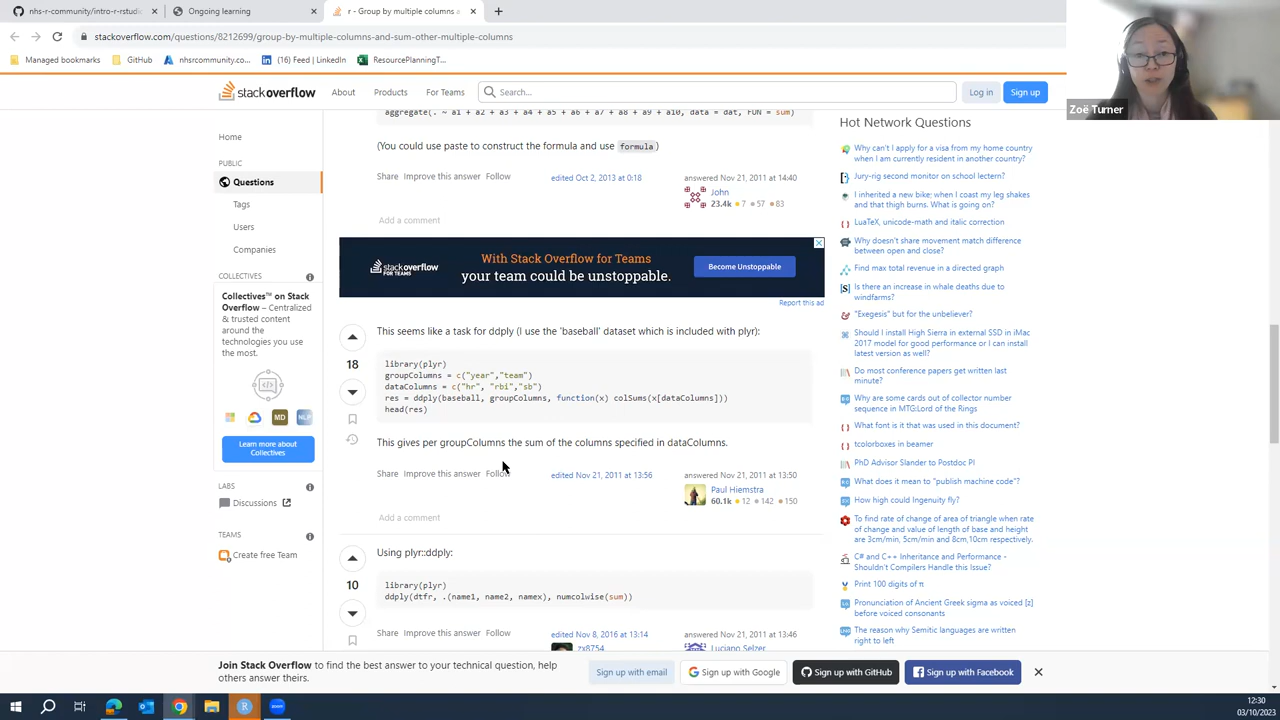 nhs-r-community/intro-r-rstudi
Ongoing learning
r - Group by multiple columns a
stackoverflow.com/questions/8212699/group-by-multiple-columns-and-sum-other-multiple-columns
Managed bookmarks
GitHub
nhsrcommunity.co...
(16) Feed | LinkedIn
ResourcePlanningT...
Zoë Turner
stackoverflow
About
Products
For Teams
Search...
Log in
Sign up
Home
PUBLIC
Questions
Tags
Users
Companies
COLLECTIVES
Collectives™ on Stack
Overflow – Centralized
& trusted content
around the
technologies you
use the most.
Learn more about
Collectives
LABS
Discussions
TEAMS
Create free Team
aggregate(. ~ a1 + a2 + a3 + a4 + a5 + a6 + a7 + a8 + a9 + a10, data = dat, FUN = sum)
(You could use paste to construct the formula and use formula)
Share Improve this answer Follow
edited Oct 2, 2013 at 0:18
answered Nov 21, 2011 at 14:40
John
23.4k 7 57 83
Add a comment
stackoverflow
FOR TEAMS
With Stack Overflow for Teams
your team could be unstoppable.
Become Unstoppable
Report this ad
18
This seems like a task for ddply (I use the 'baseball' dataset which is included with plyr):
library(plyr)
groupColumns = c("year","team")
dataColumns = c("hr", "rbi","sb")
res = ddply(baseball, groupColumns, function(x) colSums(x[dataColumns]))
head(res)
This gives per groupColumns the sum of the columns specified in dataColumns.
Share Improve this answer Follow
edited Nov 21, 2011 at 13:56
answered Nov 21, 2011 at 13:50
Paul Hiemstra
60.1k 12 142 150
Add a comment
10
Using plyr::ddply:
library(plyr)
ddply(dtfr, .(name1, name2, namex), numcolwise(sum))
Share Improve this answer Follow
edited Nov 8, 2016 at 13:14
zx8754
answered Nov 21, 2011 at 13:46
Luciano Selzer
Hot Network Questions
Why can't I apply for a visa from my home country
when I am currently resident in another country?
Jury-rig second monitor on school lectern?
I inherited a new bike; when I coast my leg shakes
and that thigh burns. What is going on?
LuaTeX, unicode-math and italic correction
Why doesn't share movement match difference
between open and close?
Find max total revenue in a directed graph
Is there an increase in whale deaths due to
windfarms?
"Exegesis" but for the unbeliever?
Should I install High Sierra in external SSD in iMac
2017 model for good performance or I can install
latest version as well?
Do most conference papers get written last
minute?
Why are some cards out of collector number
sequence in MTG:Lord of the Rings
What font is it that was used in this document?
tcolorboxes in beamer
PhD Advisor Slander to Postdoc PI
What does it mean to "publish machine code"?
How high could Ingenuity fly?
To find rate of change of area of triangle when rate
of change and value of length of base and height
are 3cm/min, 5cm/min and 8cm,10cm respectively.
C# and C++ Inheritance and Performance -
Shouldn't Compilers Handle this Issue?
Print 100 digits of π
Pronunciation of Ancient Greek sigma as voiced [z]
before voiced consonants
The reason why Semitic languages are written
right to left
Join Stack Overflow to find the best answer to your technical question, help
others answer theirs.
Sign up with email
Sign up with Google
Sign up with GitHub
Sign up with Facebook
12:30
03/10/2023